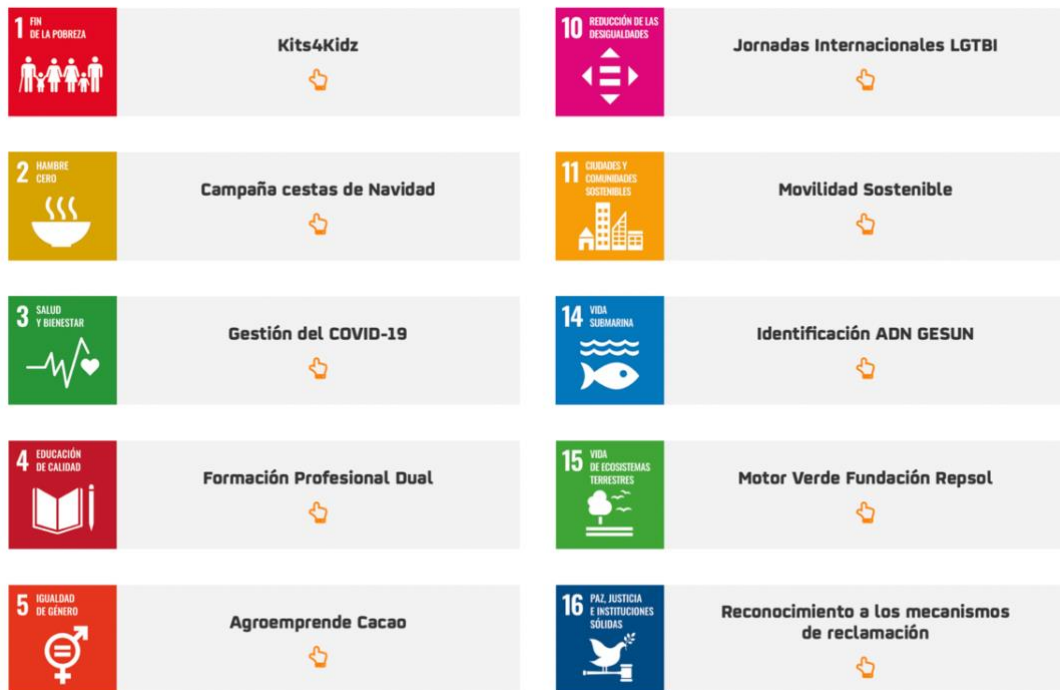 1 FIN
DE LA POBREZA
Kits4Kidz
2 HAMBRE
CERO
Campaña cestas de Navidad
3 SALUD
Y BIENESTAR
Gestión del COVID-19
4 EDUCACIÓN
DE CALIDAD
Formación Profesional Dual
5 IGUALDAD
DE GÉNERO
Agroemprende Cacao
10 REDUCCIÓN DE LAS
DESIGUALDADES
Jornadas Internacionales LGTBI
11 CIUDADES Y
COMUNIDADES
SOSTENIBLES
Movilidad Sostenible
14 VIDA
SUBMARINA
Identificación ADN GESUN
15 VIDA
DE ECOSISTEMAS
TERRESTRES
Motor Verde Fundación Repsol
16 PAZ, JUSTICIA
E INSTITUCIONES
SÓLIDAS
Reconocimiento a los mecanismos
de reclamación